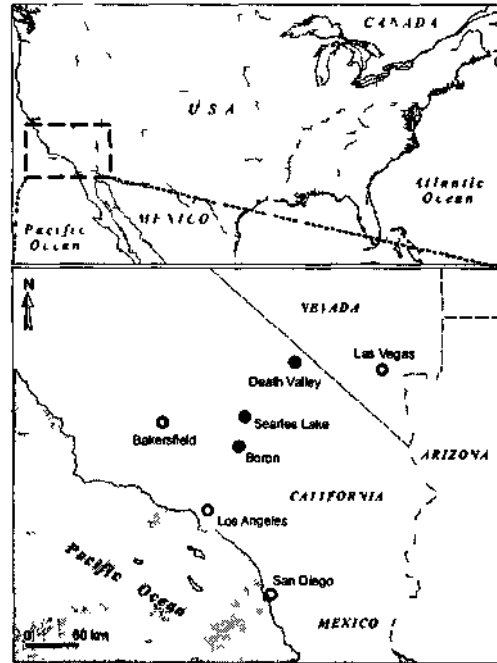 CANADA
USA
Atlantic
Ocean
MEXICO
Pacific
Ocean
N
NEVADA
Las Vegas
Death Valley
Searles Lake
Bakersfield
Boron
ARIZONA
CALIFORNIA
Los Angeles
Pacific Ocean
San Diego
MEXICO
0 60 km